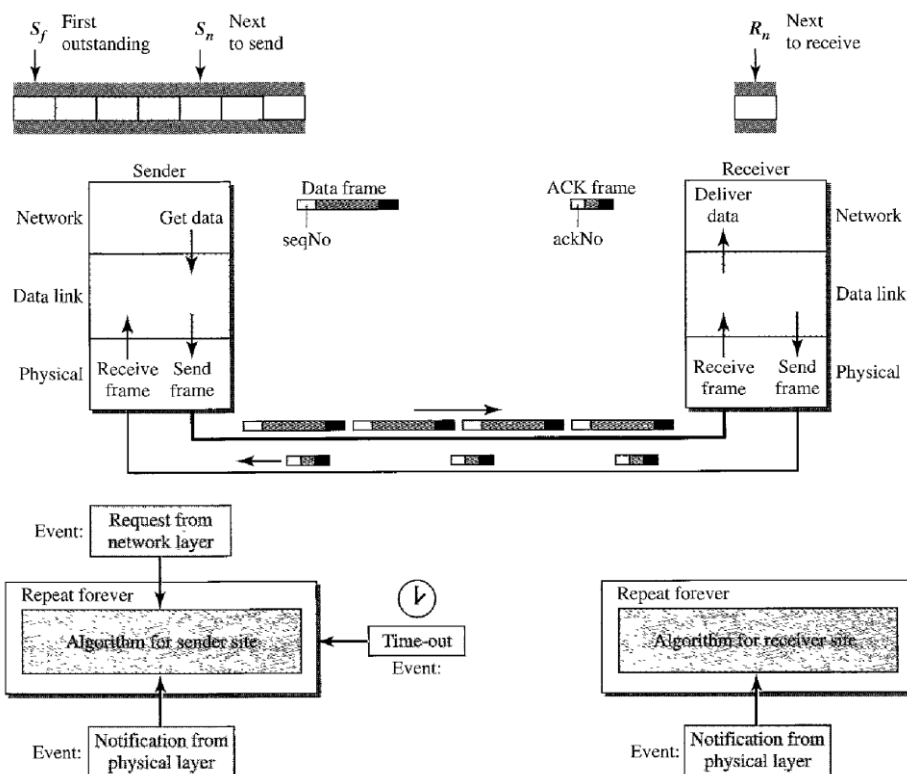 Sf First outstanding
Sn Next to send
Rn Next to receive
Sender
Receiver
Data frame
ACK frame
seqNo
ackNo
Network
Get data
Deliver data
Network
Data link
Data link
Physical
Receive frame
Send frame
Receive frame
Send frame
Physical
Event:
Request from
network layer
Repeat forever
Algorithm for sender site
Time-out
Event:
Repeat forever
Algorithm for receiver site
Event:
Notification from
physical layer
Event:
Notification from
physical layer